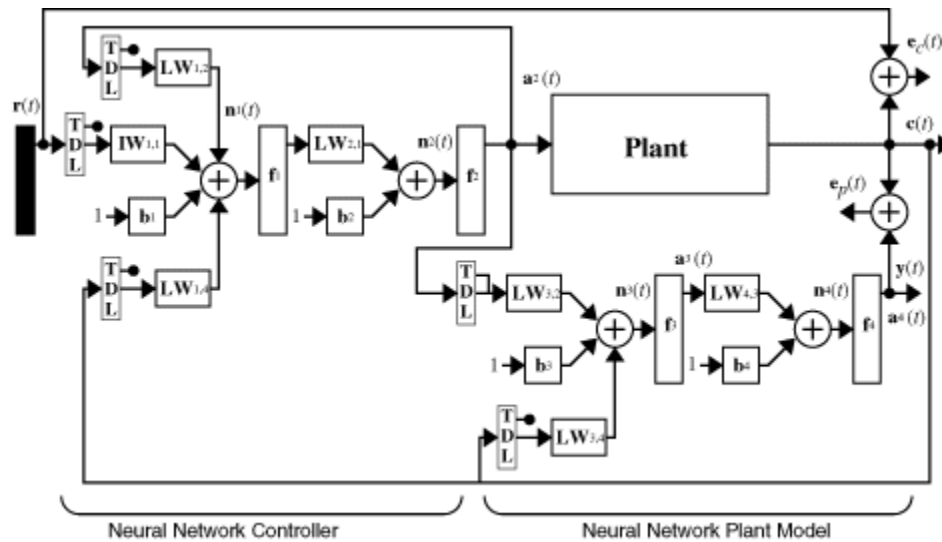 T
D
L
LW1,2
a2(t)
ec(t)
r(t)
n1(t)
c(t)
T
D
L
IW1,1
LW2,1
n2(t)
Plant
f1
f2
ep(t)
1
b1
1
b2
T
D
L
LW1,4
T
D
L
LW3,2
n3(t)
a3(t)
LW4,3
n4(t)
y(t)
a4(t)
f3
f4
1
b3
1
b4
T
D
L
LW3,4
Neural Network Controller
Neural Network Plant Model